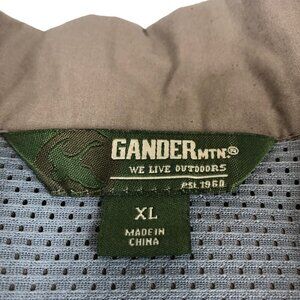 GANDER MTN.®
WE LIVE OUTDOORS
EST. 1960
XL
MADE IN
CHINA